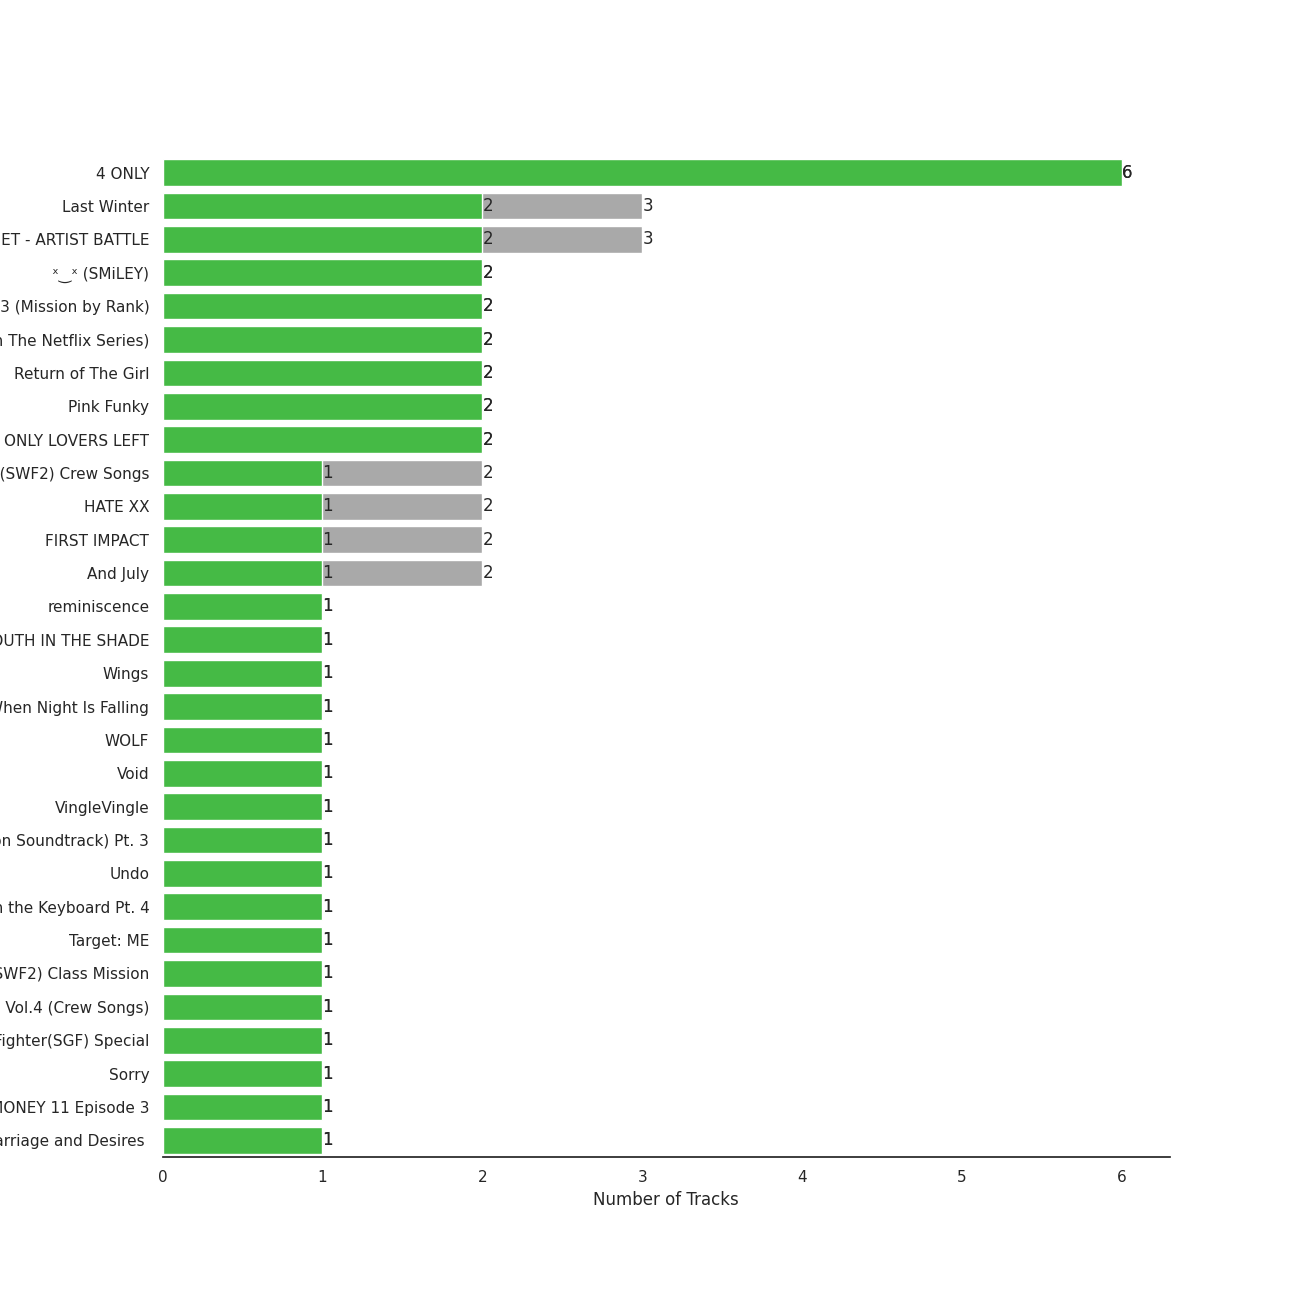 4 ONLY 6
Last Winter 2 3
ET - ARTIST BATTLE 2 3
ˣ‿ˣ (SMiLEY) 2
3 (Mission by Rank) 2
The Netflix Series) 2
Return of The Girl 2
Pink Funky 2
ONLY LOVERS LEFT 2
(SWF2) Crew Songs 1 2
HATE XX 1 2
FIRST IMPACT 1 2
And July 1 2
reminiscence 1
OUTH IN THE SHADE 1
Wings 1
When Night Is Falling 1
WOLF 1
Void 1
VingleVingle 1
on Soundtrack) Pt. 3 1
Undo 1
the Keyboard Pt. 4 1
Target: ME 1
SWF2) Class Mission 1
Vol.4 (Crew Songs) 1
Fighter(SGF) Special 1
Sorry 1
MONEY 11 Episode 3 1
arriage and Desires 1
0 1 2 3 4 5 6
Number of Tracks